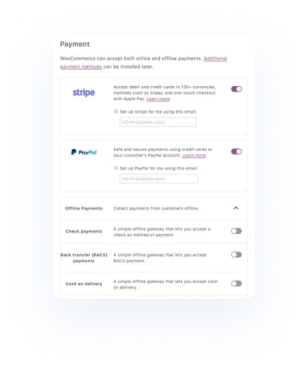 Payment
WooCommerce can accept both online and offline payments. Additional
payment methods can be installed later.
stripe
Accept debit and credit cards in 135+ currencies,
methods such as Alipay, and one-touch checkout
with Apple Pay. Learn more.
Set up Stripe for me using this email:
PayPal
Safe and secure payments using credit cards or
your customer's PayPal account. Learn more.
Set up PayPal for me using this email:
Offline Payments
Collect payments from customers offline.
Check payments
A simple offline gateway that lets you accept a
check as method of payment.
Bank transfer (BACS)
payments
A simple offline gateway that lets you accept
BACS payment.
Cash on delivery
A simple offline gateway that lets you accept cash
on delivery.